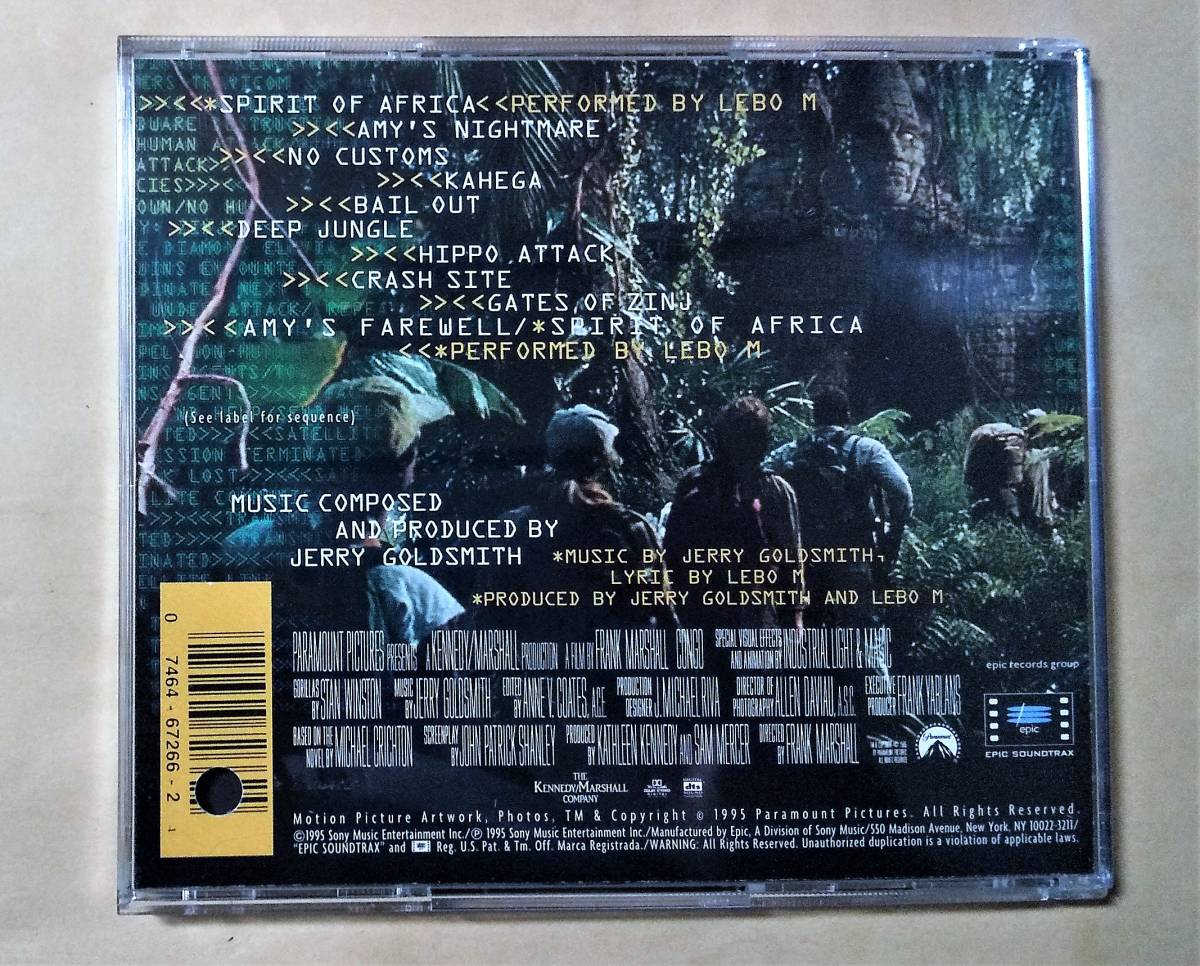 >><<*SPIRIT OF AFRICA<<PERFORMED BY LEBO M
>><<AMY'S NIGHTMARE
>><<NO CUSTOMS
>><<KAHEGA
>><<BAIL OUT
>><<DEEP JUNGLE
>><<HIPPO ATTACK
>><<CRASH SITE
>><<GATES OF ZINJ
>><<AMY'S FAREWELL/*SPIRIT OF AFRICA
<<*PERFORMED BY LEBO M
(See label for sequence)
MUSIC COMPOSED
AND PRODUCED BY
JERRY GOLDSMITH
*MUSIC BY JERRY GOLDSMITH,
LYRIC BY LEBO M
*PRODUCED BY JERRY GOLDSMITH AND LEBO M
PARAMOUNT PICTURES PRESENTS A KENNEDY/MARSHALL PRODUCTION A FILM BY FRANK MARSHALL CONGO SPECIAL VISUAL EFFECTS AND ANIMATION BY INDUSTRIAL LIGHT & MAGIC
GORILLAS BY STAN WINSTON MUSIC BY JERRY GOLDSMITH EDITED BY ANNE V. COATES, A.C.E. PRODUCTION DESIGNER J. MICHAEL RIVA DIRECTOR OF PHOTOGRAPHY ALLEN DAVIAU, A.S.C. EXECUTIVE PRODUCER FRANK YABLANS
BASED ON THE NOVEL BY MICHAEL CRICHTON SCREENPLAY BY JOHN PATRICK SHANLEY PRODUCED BY KATHLEEN KENNEDY AND SAM MERCER DIRECTED BY FRANK MARSHALL
Paramount
epic records group
epic
EPIC SOUNDTRAX
THE
KENNEDY/MARSHALL
COMPANY
DOLBY STEREO
DIGITAL
DIGITAL
dts
SOUND
Motion Picture Artwork, Photos, TM & Copyright © 1995 Paramount Pictures. All Rights Reserved.
©1995 Sony Music Entertainment Inc./℗ 1995 Sony Music Entertainment Inc./Manufactured by Epic, A Division of Sony Music/550 Madison Avenue, New York, NY 10022-3211/
"EPIC SOUNDTRAX" and Reg. U.S. Pat. & Tm. Off. Marca Registrada./WARNING: All Rights Reserved. Unauthorized duplication is a violation of applicable laws.
0 7464-67266-2 1